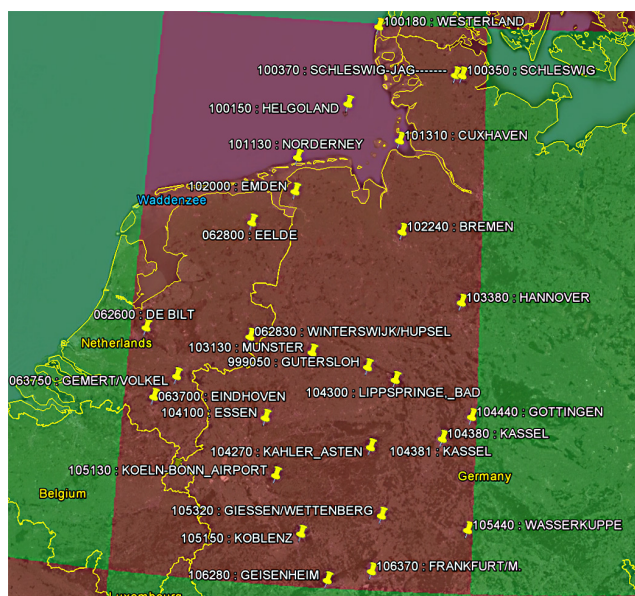 100180 : WESTERLAND
100370 : SCHLESWIG-JAG-------
100350 : SCHLESWIG
100150 : HELGOLAND
101310 : CUXHAVEN
101130 : NORDERNEY
102000 : EMDEN
Waddenzee
062800 : EELDE
102240 : BREMEN
103380 : HANNOVER
062600 : DE BILT
062830 : WINTERSWIJK/HUPSEL
Netherlands
103130 : MUNSTER
999050 : GUTERSLOH
063750 : GEMERT/VOLKEL
104300 : LIPPSPRINGE,_BAD
063700 : EINDHOVEN
104100 : ESSEN
104440 : GOTTINGEN
104380 : KASSEL
104270 : KAHLER_ASTEN
104381 : KASSEL
105130 : KOELN-BONN_AIRPORT
Germany
Belgium
105320 : GIESSEN/WETTENBERG
105440 : WASSERKUPPE
105150 : KOBLENZ
106370 : FRANKFURT/M.
106280 : GEISENHEIM
Luxembourg